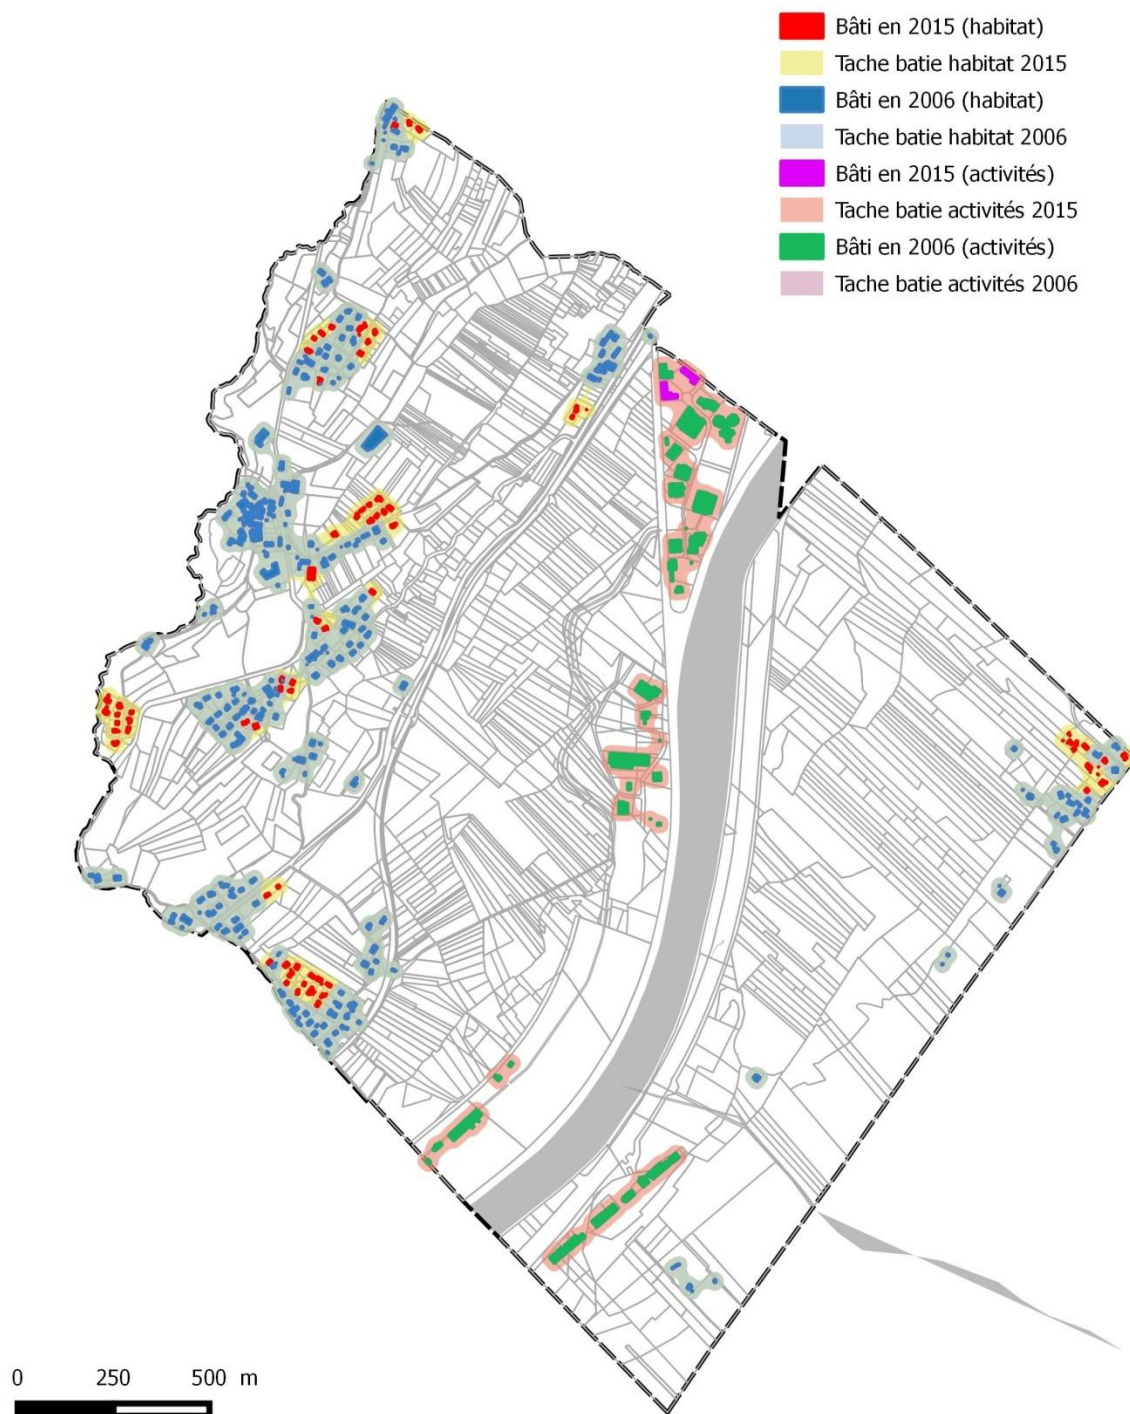 Bâti en 2015 (habitat)
Tache batie habitat 2015
Bâti en 2006 (habitat)
Tache batie habitat 2006
Bâti en 2015 (activités)
Tache batie activités 2015
Bâti en 2006 (activités)
Tache batie activités 2006
0 250 500 m